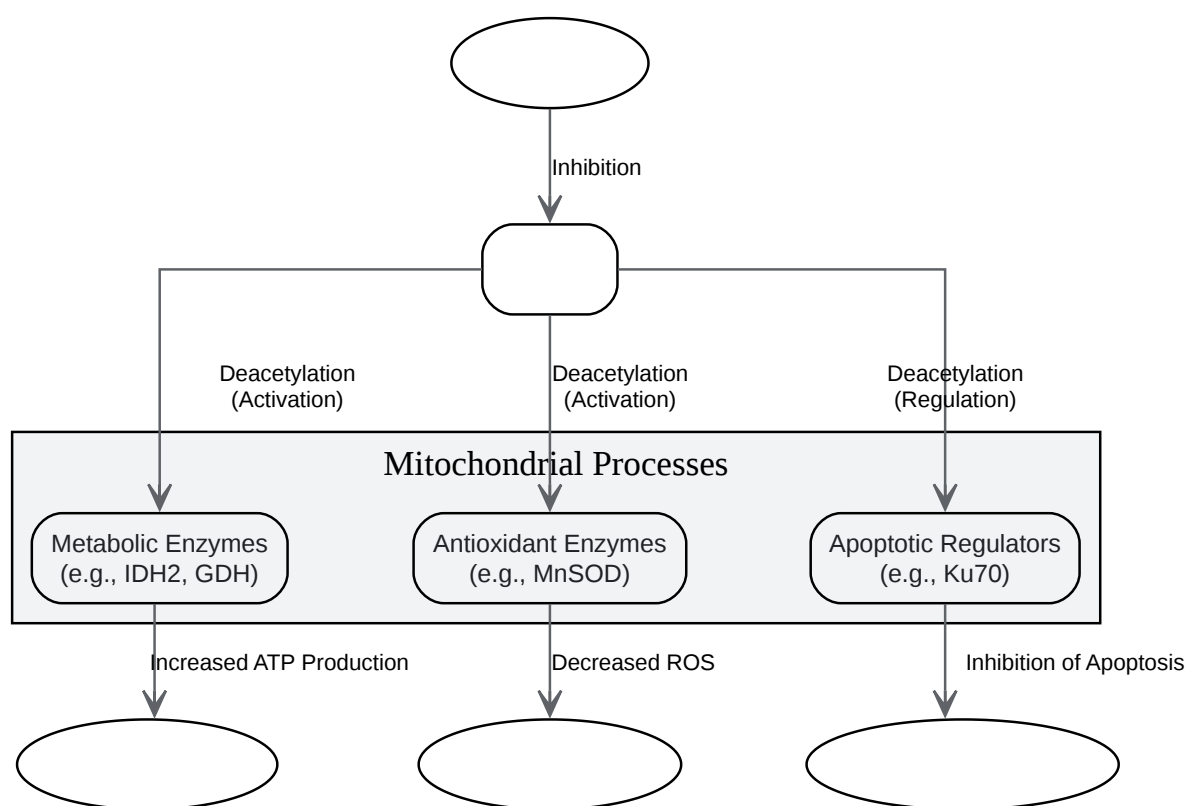 Inhibition
Deacetylation
(Activation)
Deacetylation
(Activation)
Deacetylation
(Regulation)
Mitochondrial Processes
Metabolic Enzymes
(e.g., IDH2, GDH)
Antioxidant Enzymes
(e.g., MnSOD)
Apoptotic Regulators
(e.g., Ku70)
Increased ATP Production
Decreased ROS
Inhibition of Apoptosis